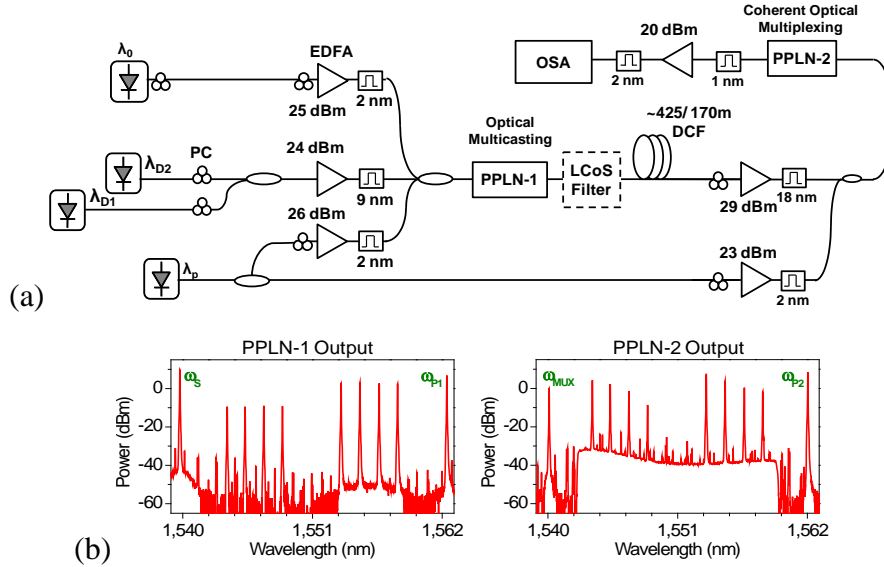 λ0
EDFA
25 dBm
2 nm
λD2
PC
24 dBm
9 nm
λD1
26 dBm
2 nm
λp
Optical
Multicasting
PPLN-1
LCoS
Filter
~425/ 170m
DCF
29 dBm
18 nm
23 dBm
2 nm
OSA
2 nm
20 dBm
1 nm
Coherent Optical
Multiplexing
PPLN-2
(a)
PPLN-1 Output
ωS
ωP1
Power (dBm)
0
-20
-40
-60
1,540
1,551
1,562
Wavelength (nm)
PPLN-2 Output
ωMUX
ωP2
Power (dBm)
0
-20
-40
-60
1,540
1,551
1,562
Wavelength (nm)
(b)